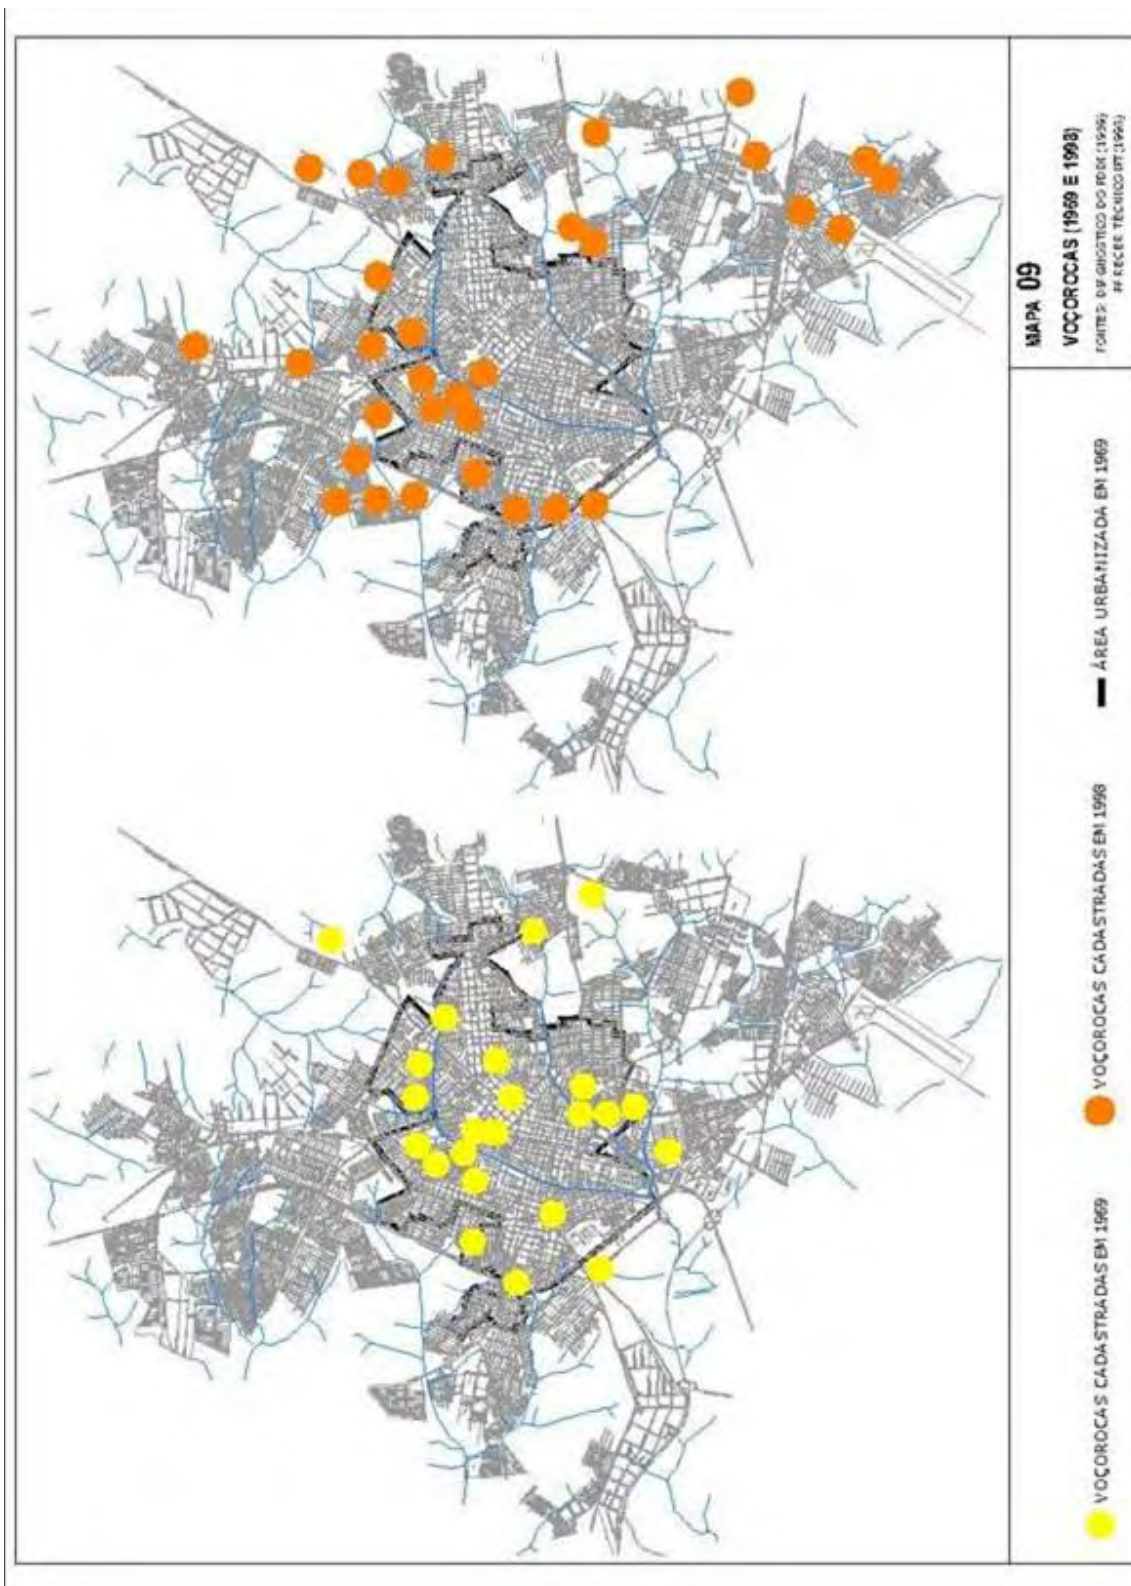 MAPA 09
VOÇOROCAS (1969 E 1998)
VOÇOROCAS CADASTRADAS EM 1969
VOÇOROCAS CADASTRADAS EM 1998
ÁREA URBANIZADA EM 1969